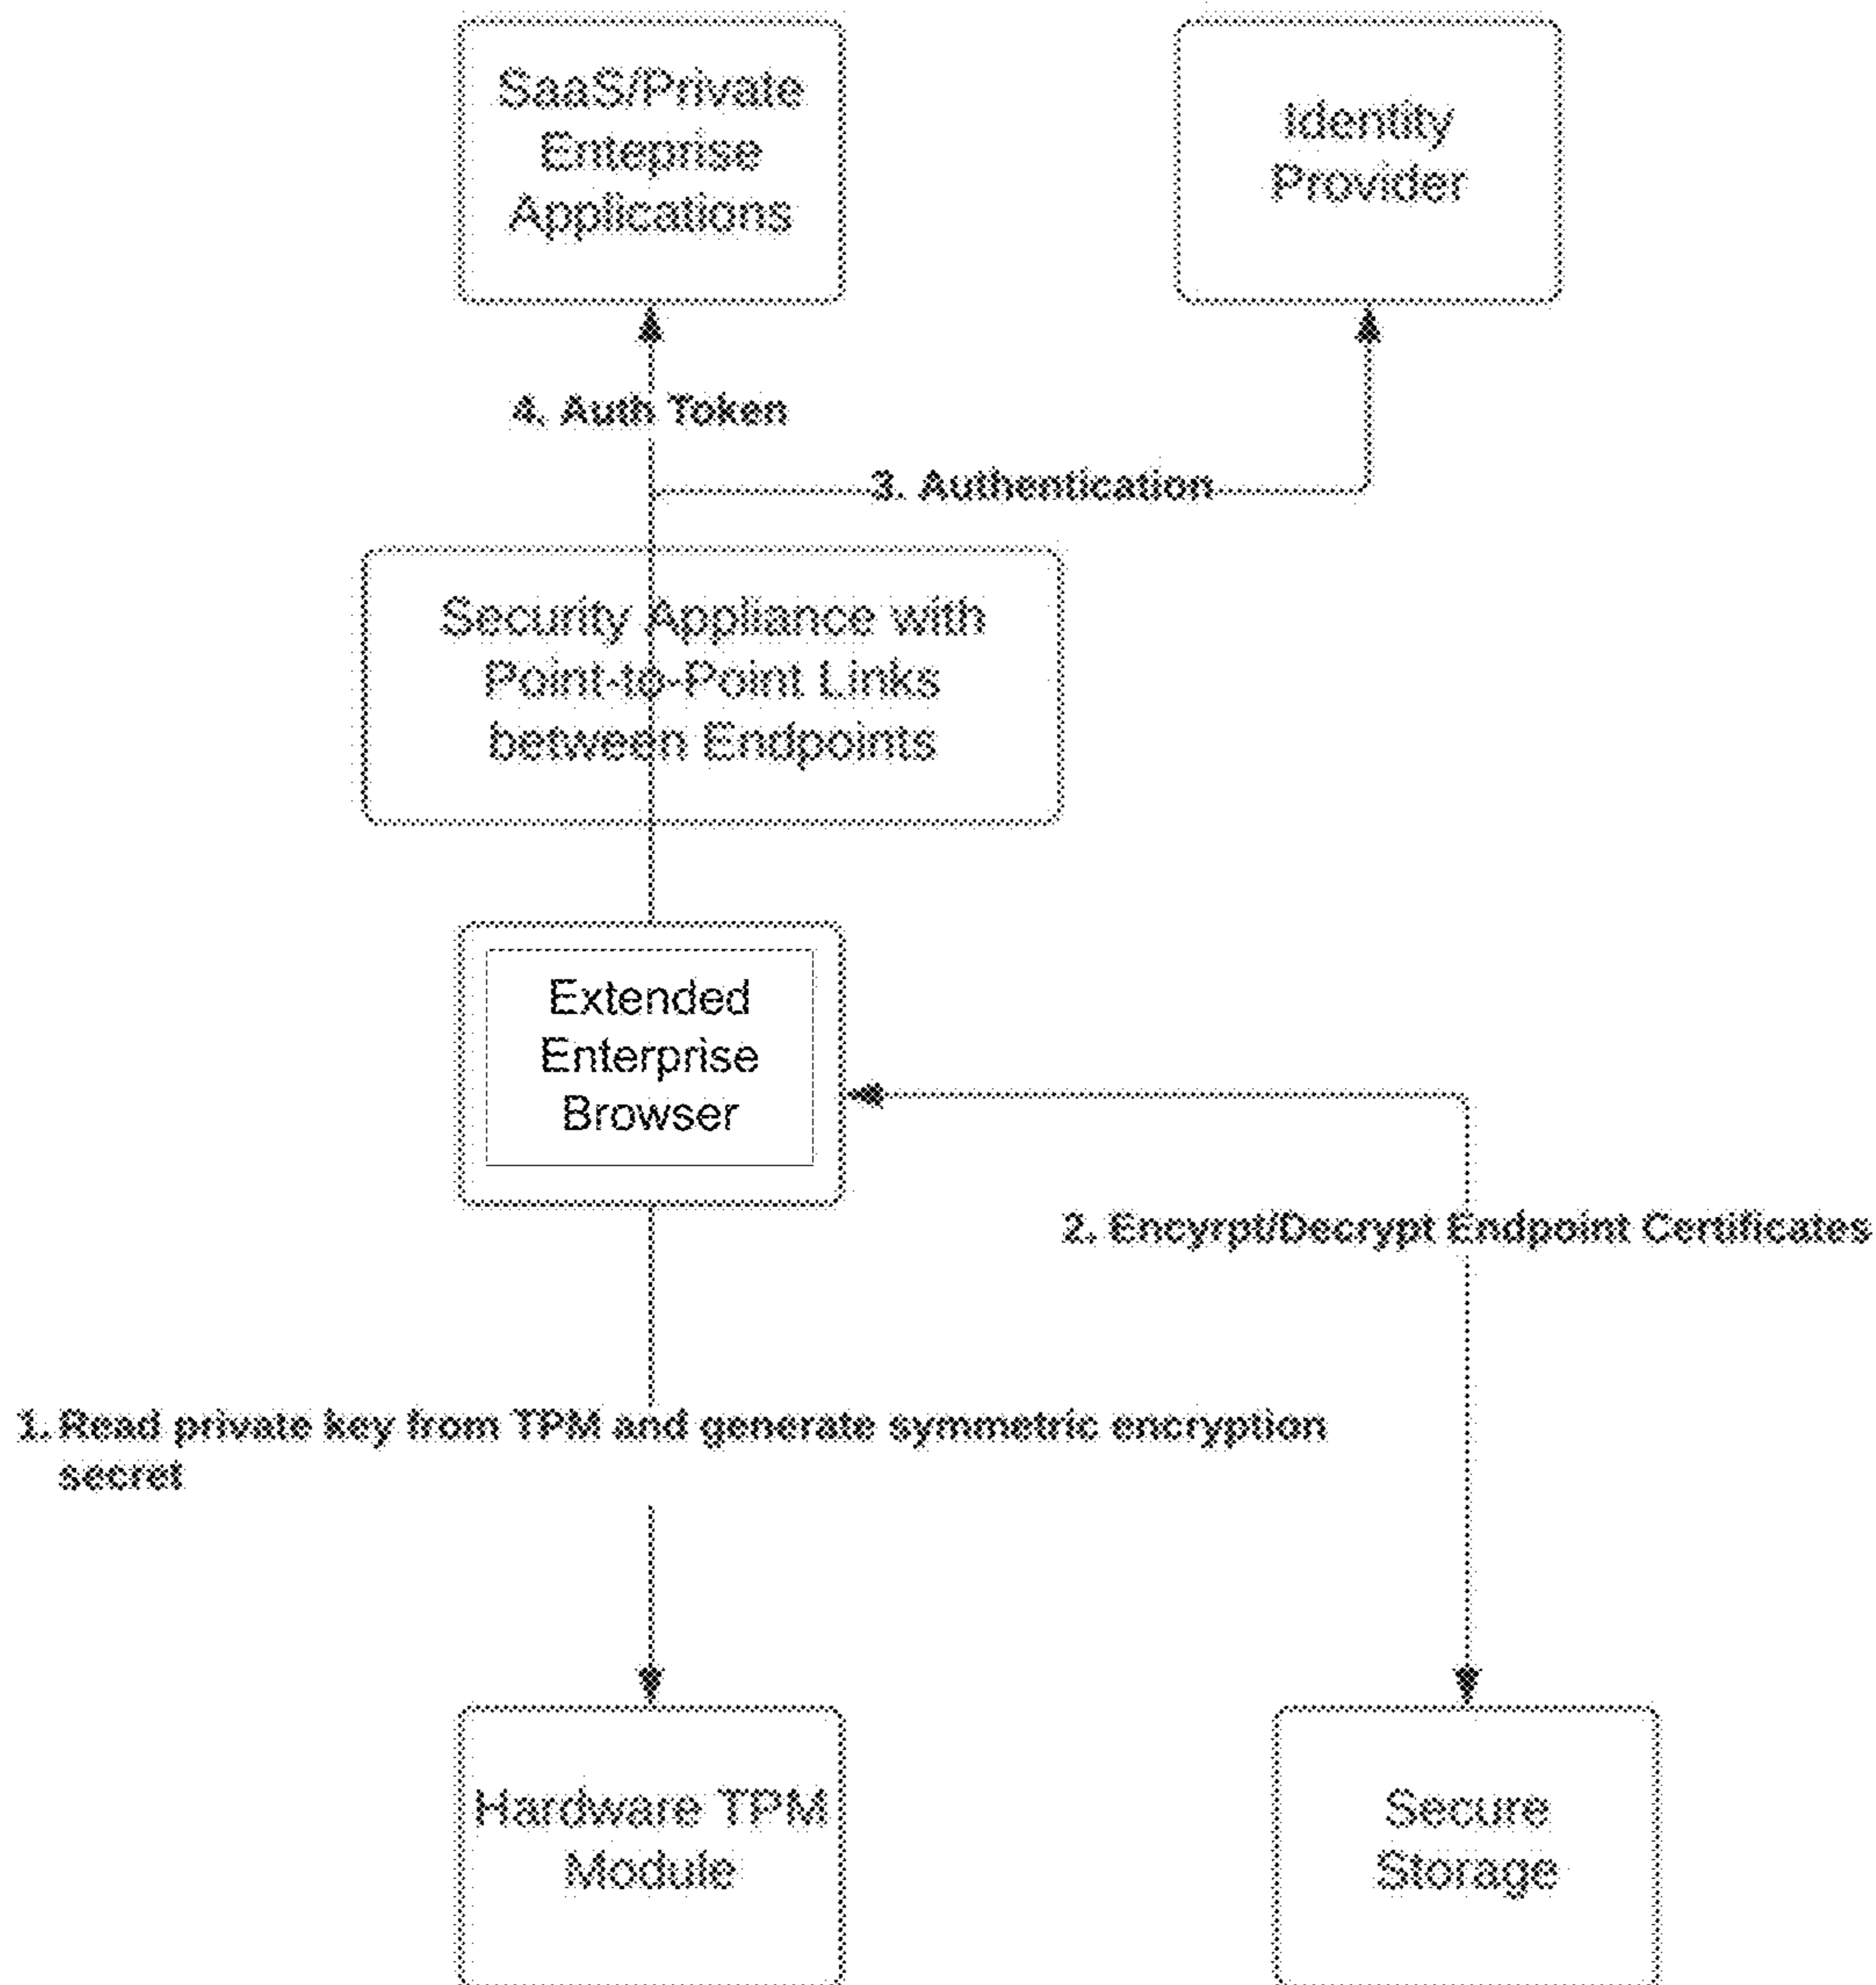 SaaS/Private
Enteprise
Applications
Identity
Provider
4. Auth Token
3. Authentication
Security Appliance with
Point-to-Point Links
between Endpoints
Extended
Enterprise
Browser
2. Encyrpt/Decrypt Endpoint Certificates
1. Read private key from TPM and generate symmetric encryption
secret
Hardware TPM
Module
Secure
Storage